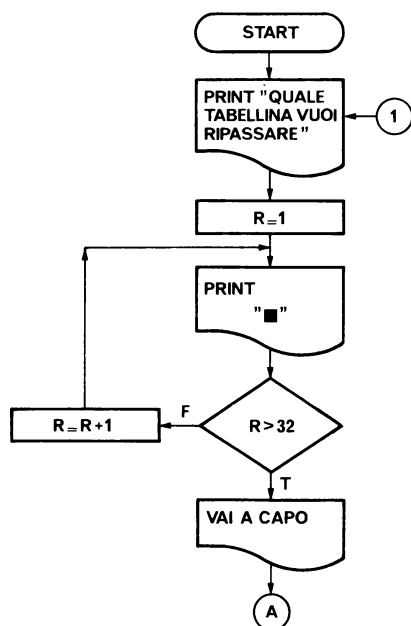 START
PRINT "QUALE
TABELLINA VUOI
RIPASSARE"
1
R=1
PRINT
"■"
R>32
F
R=R+1
T
VAI A CAPO
A